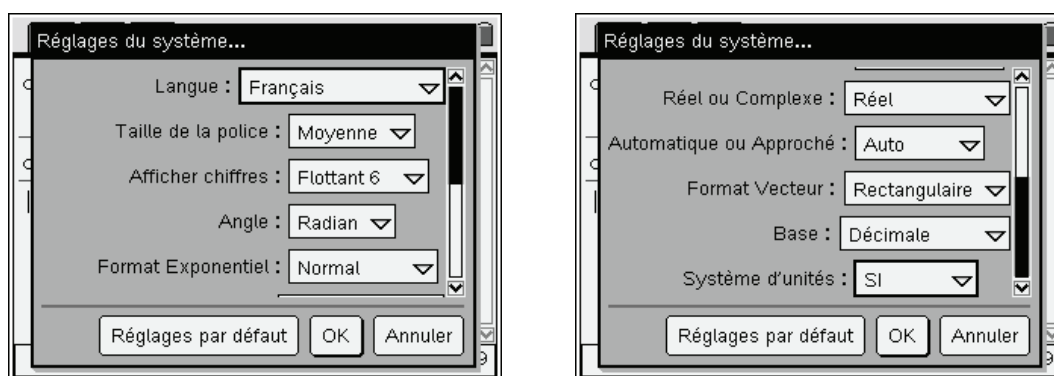 Réglages du système...
Langue : Français
Taille de la police : Moyenne
Afficher chiffres : Flottant 6
Angle : Radian
Format Exponentiel : Normal
Réglages par défaut OK Annuler
Réglages du système...
Réel ou Complexe : Réel
Automatique ou Approché : Auto
Format Vecteur : Rectangulaire
Base : Décimale
Système d'unités : SI
Réglages par défaut OK Annuler